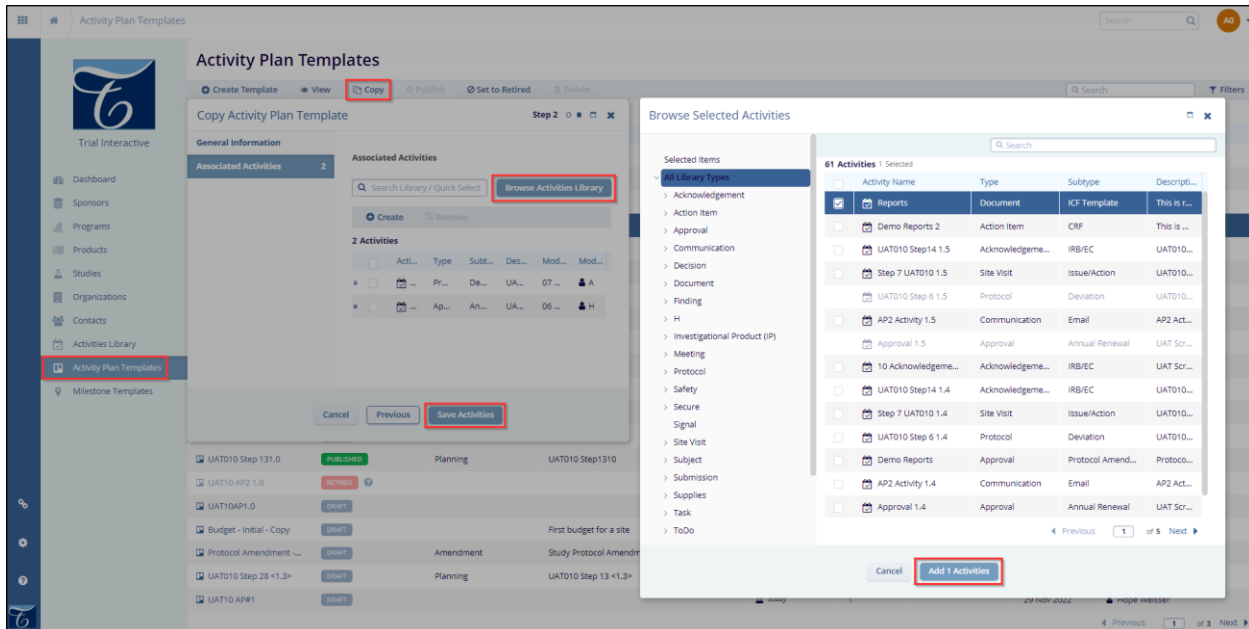 Activity Plan Templates
Search
AO
Trial Interactive
Dashboard
Sponsors
Programs
Products
Studies
Organizations
Contacts
Activities Library
Activity Plan Templates
Milestone Templates
Activity Plan Templates
Create Template View Copy Publish Set to Retired Delete
Search Filters
Copy Activity Plan Template Step 2
General Information
Associated Activities 2
Associated Activities
Search Library / Quick Select Browse Activities Library
Create Remove
2 Activities
Acti... Type Subt... Des... Mod... Mod...
... Pr... De... UA... 07 ... A
... Ap... An... UA... 06 ... H
Cancel Previous Save Activities
UAT010 Step 131.0 PUBLISHED Planning UAT010 Step1310
UAT10 AP2 1.0 RETIRED
UAT10AP1.0 DRAFT
Budget - Initial - Copy DRAFT First budget for a site
Protocol Amendment -... DRAFT Amendment Study Protocol Amendm
UAT010 Step 28 <1.3> DRAFT Planning UAT010 Step 13 <1.3>
UAT10 AP#1 DRAFT Study 1 29 Nov 2022 Hope Weisser
Previous 1 of 3 Next
Browse Selected Activities
Search
Selected Items
All Library Types
Acknowledgement
Action Item
Approval
Communication
Decision
Document
Finding
H
Investigational Product (IP)
Meeting
Protocol
Safety
Secure
Signal
Site Visit
Subject
Submission
Supplies
Task
ToDo
61 Activities 1 Selected
Activity Name Type Subtype Descripti...
Reports Document ICF Template This is r...
Demo Reports 2 Action Item CRF This is ...
UAT010 Step14 1.5 Acknowledgeme... IRB/EC UAT010...
Step 7 UAT010 1.5 Site Visit Issue/Action UAT010...
UAT010 Step 6 1.5 Protocol Deviation UAT010...
AP2 Activity 1.5 Communication Email AP2 Act...
Approval 1.5 Approval Annual Renewal UAT Scr...
10 Acknowledgeme... Acknowledgeme... IRB/EC UAT Scr...
UAT010 Step14 1.4 Acknowledgeme... IRB/EC UAT010...
Step 7 UAT010 1.4 Site Visit Issue/Action UAT010...
UAT010 Step 6 1.4 Protocol Deviation UAT010...
Demo Reports Approval Protocol Amend... Protoco...
AP2 Activity 1.4 Communication Email AP2 Act...
Approval 1.4 Approval Annual Renewal UAT Scr...
Previous 1 of 5 Next
Cancel Add 1 Activities